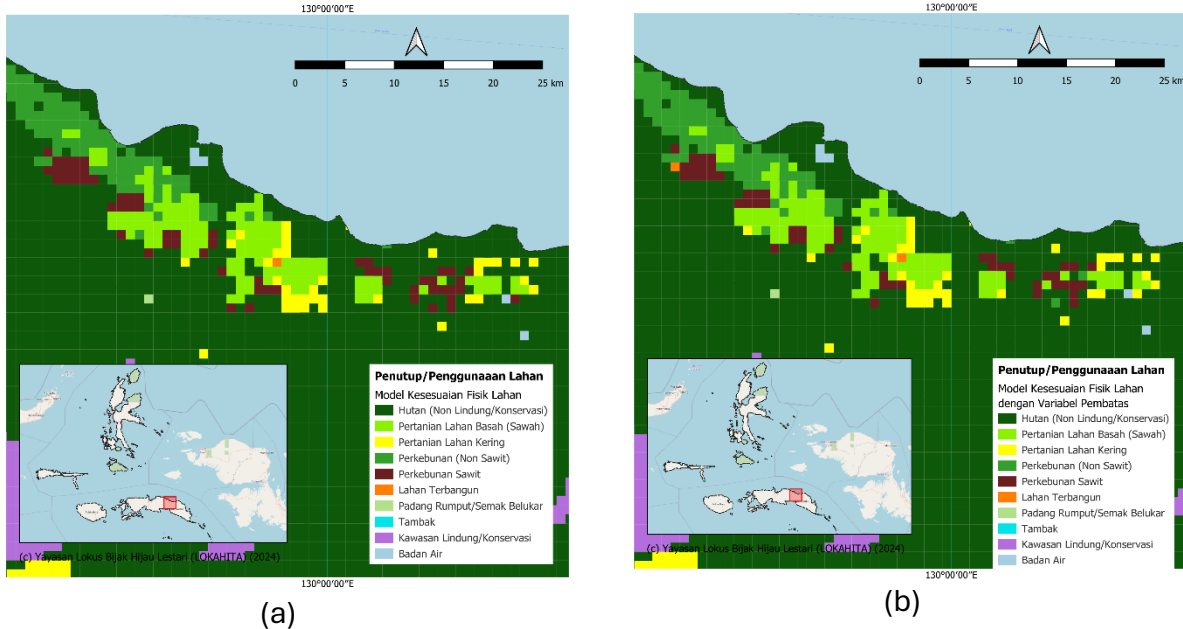 130°00′00″E
0 5 10 15 20 25 km
Penutup/Penggunaaan Lahan
Model Kesesuaian Fisik Lahan
Hutan (Non Lindung/Konservasi)
Pertanian Lahan Basah (Sawah)
Pertanian Lahan Kering
Perkebunan (Non Sawit)
Perkebunan Sawit
Lahan Terbangun
Padang Rumput/Semak Belukar
Tambak
Kawasan Lindung/Konservasi
Badan Air
(c) Yayasan Lokus Bijak Hijau Lestari (LOKAHITA) (2024)
130°00′00″E
(a)
130°00′00″E
0 5 10 15 20 25 km
Penutup/Penggunaaan Lahan
Model Kesesuaian Fisik Lahan
dengan Variabel Pembatas
Hutan (Non Lindung/Konservasi)
Pertanian Lahan Basah (Sawah)
Pertanian Lahan Kering
Perkebunan (Non Sawit)
Perkebunan Sawit
Lahan Terbangun
Padang Rumput/Semak Belukar
Tambak
Kawasan Lindung/Konservasi
Badan Air
(c) Yayasan Lokus Bijak Hijau Lestari (LOKAHITA) (2024)
130°00′00″E
(b)